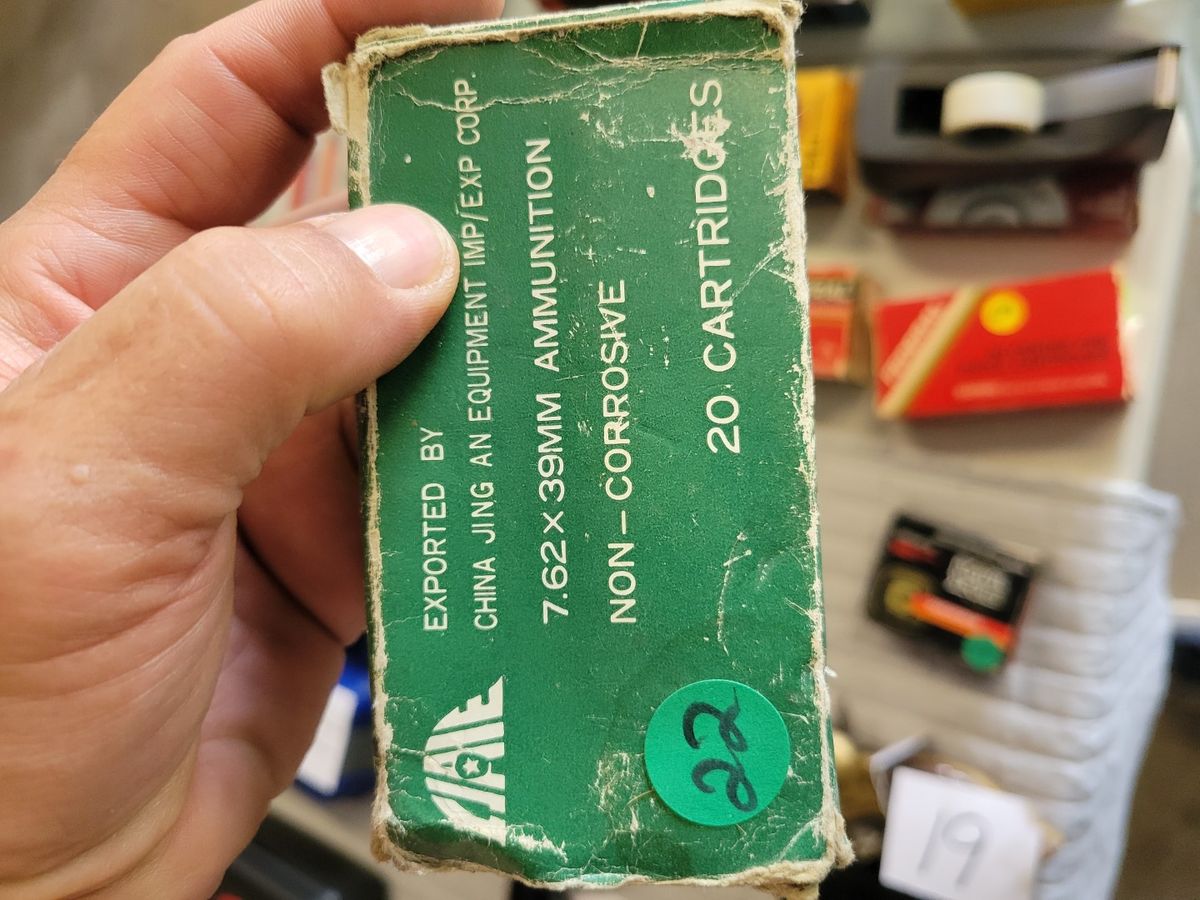 EXPORTED BY
CHINA JING AN EQUIPMENT IMP/EXP CORP.
7.62 x 39MM AMMUNITION
NON-CORROSIVE
20 CARTRIDGES
22
19